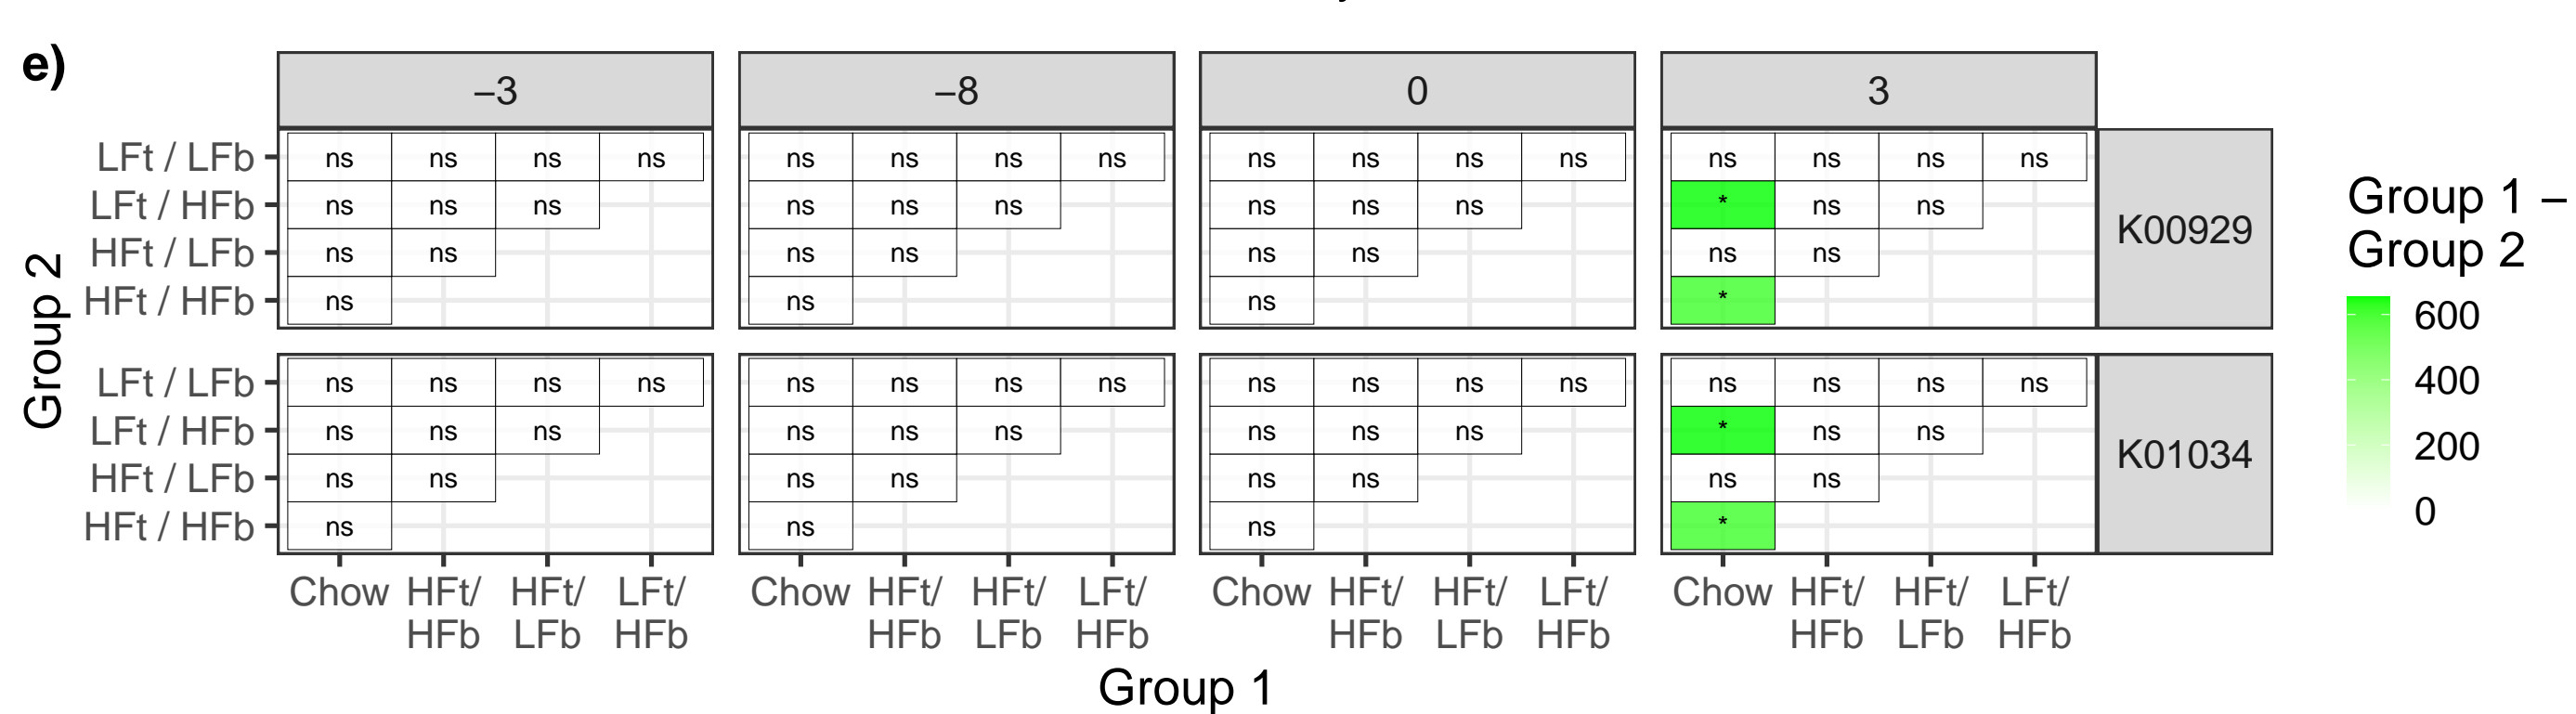 e)
–3 –8 0 3
LFt / LFb ns ns ns ns ns ns ns ns ns ns ns ns ns ns ns ns
LFt / HFb ns ns ns ns ns ns ns ns ns * ns ns
HFt / LFb ns ns ns ns ns ns ns ns
HFt / HFb ns ns ns *
K00929
LFt / LFb ns ns ns ns ns ns ns ns ns ns ns ns ns ns ns ns
LFt / HFb ns ns ns ns ns ns ns ns ns * ns ns
HFt / LFb ns ns ns ns ns ns ns ns
HFt / HFb ns ns ns *
K01034
Group 2
Chow HFt/ HFt/ LFt/ Chow HFt/ HFt/ LFt/ Chow HFt/ HFt/ LFt/ Chow HFt/ HFt/ LFt/
HFb LFb HFb HFb LFb HFb HFb LFb HFb HFb LFb HFb
Group 1
Group 1 –
Group 2
600
400
200
0